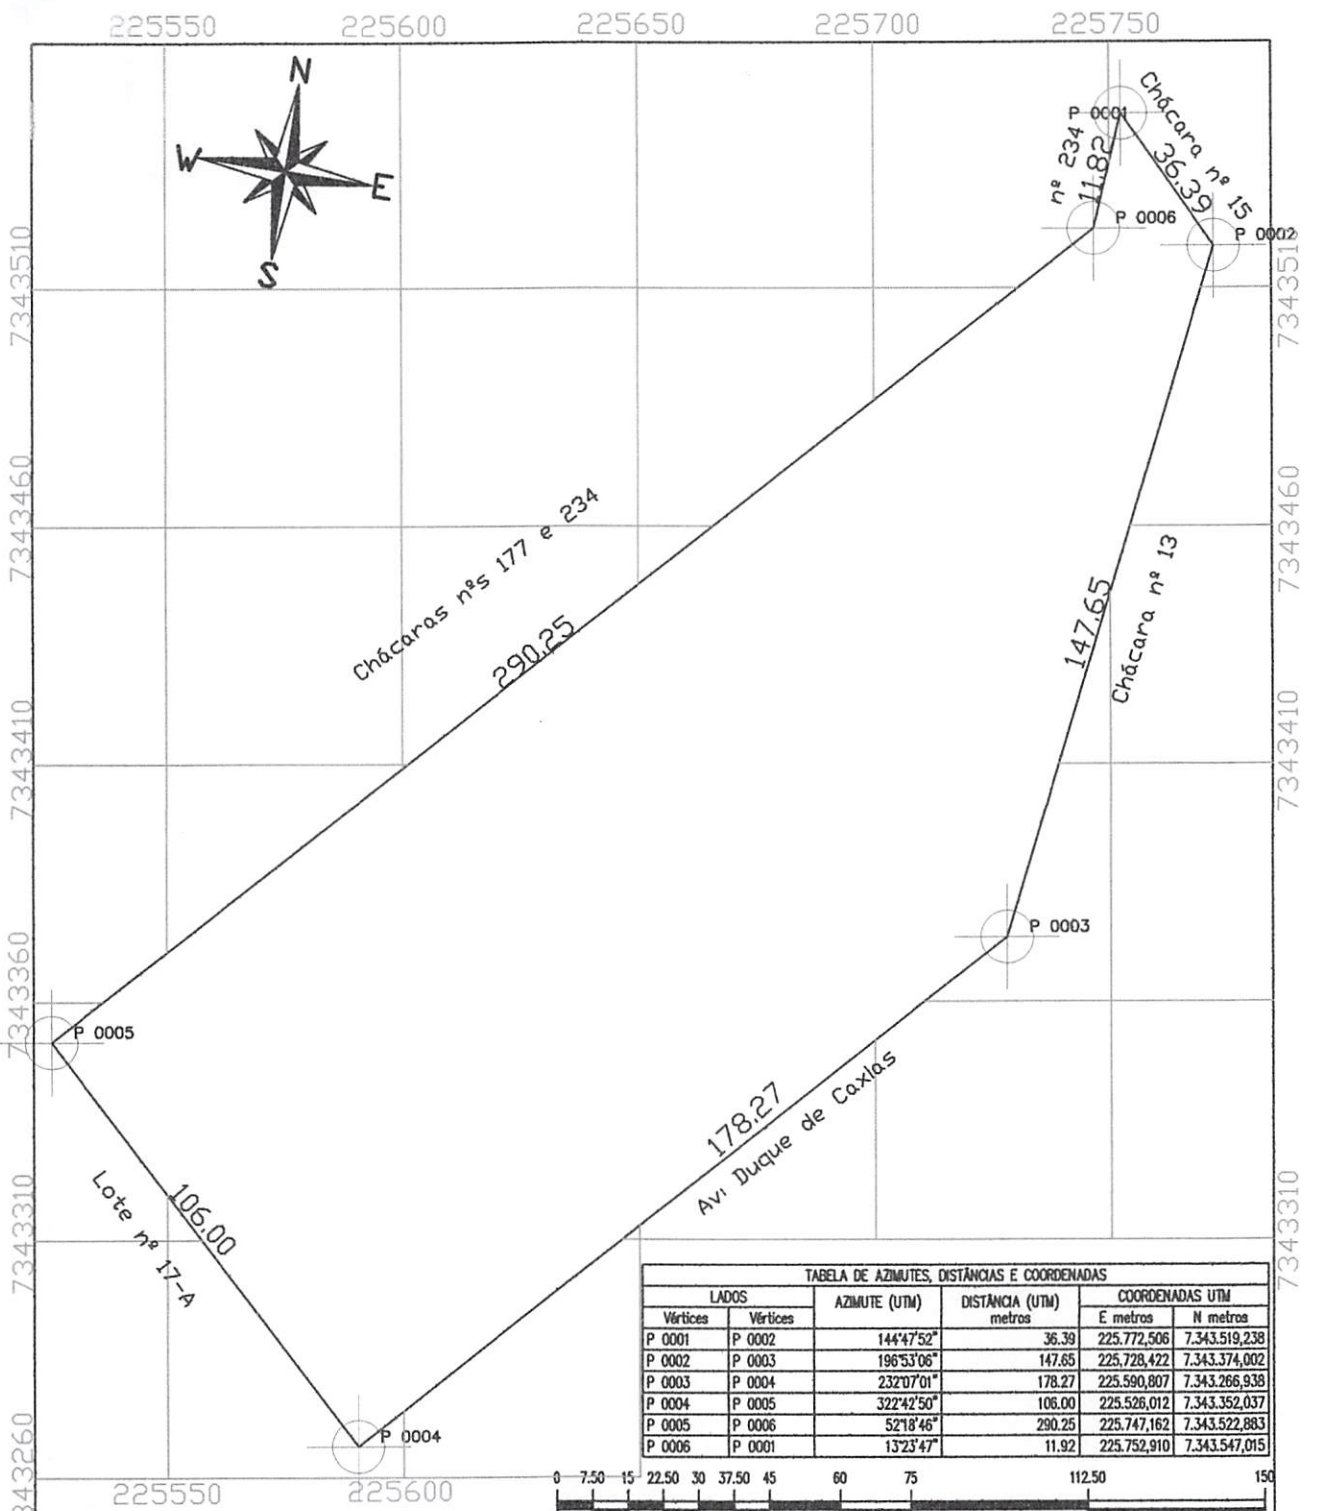 225550 225600 225650 225700 225750
N
W
E
S
P 0001
Chácara nº 15
36.39
nº 234
11.82
P 0006
P 0002
7343510
7343510
7343460
7343460
Chácaras nºs 177 e 234
290.25
147.65
Chácara nº 13
7343410
7343410
P 0003
7343360
P 0005
178.27
Av: Duque de Caxias
Lote nº 17-A
106.00
7343310
7343310
P 0004
225550 225600
TABELA DE AZIMUTES, DISTÂNCIAS E COORDENADAS
LADOS AZIMUTE (UTM) DISTÂNCIA (UTM) metros COORDENADAS UTM
Vértices Vértices E metros N metros
P 0001 P 0002 144°47'52" 36.39 225.772,506 7.343.519,238
P 0002 P 0003 196°53'06" 147.65 225,728,422 7.343.374,002
P 0003 P 0004 232°07'01" 178.27 225.590,807 7.343.266,938
P 0004 P 0005 322°42'50" 106.00 225.526,012 7.343.352,037
P 0005 P 0006 52°18'46" 290.25 225.747,162 7.343.522,883
P 0006 P 0001 13°23'47" 11.92 225.752,910 7.343.547,015
0 7.50 15 22.50 30 37.50 45 60 75 112.50 150